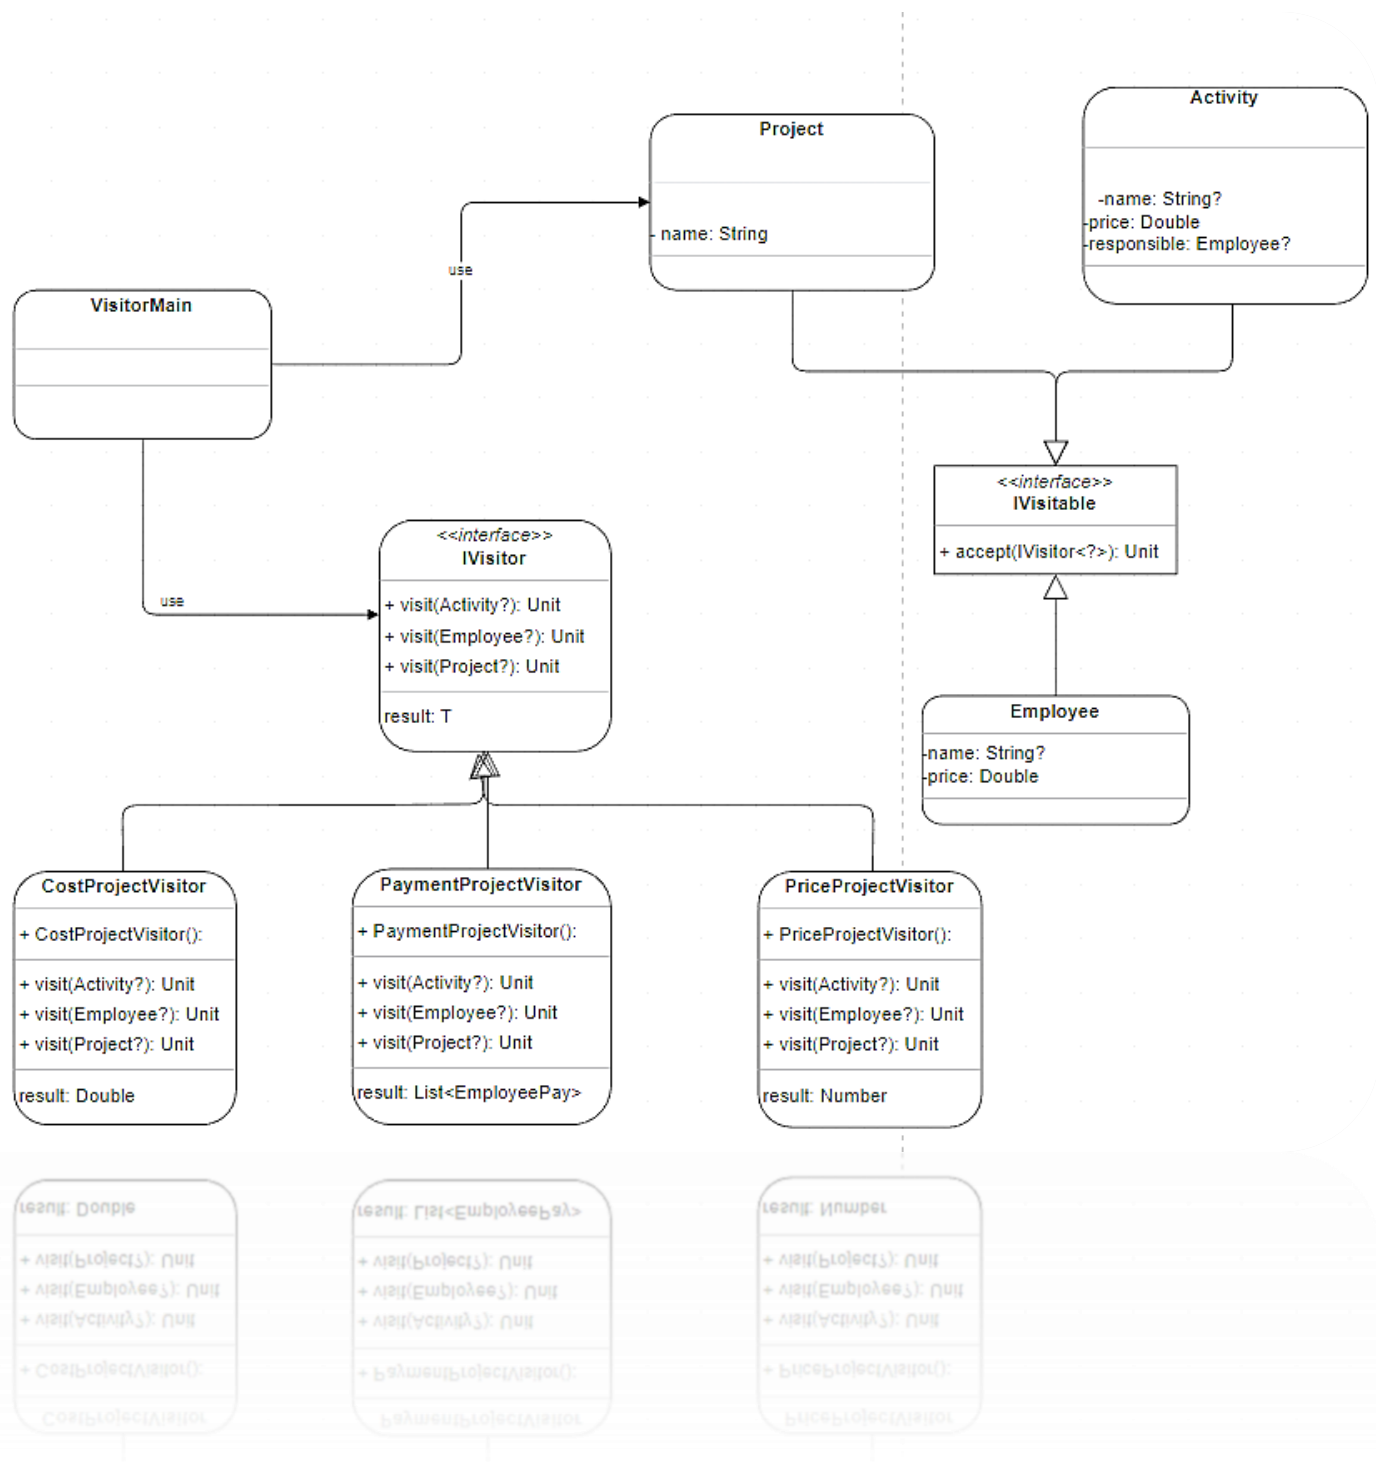 Activity
-name: String?
-price: Double
-responsible: Employee?
Project
- name: String
use
VisitorMain
use
<<interface>>
IVisitable
+ accept(IVisitor<?>): Unit
<<interface>>
IVisitor
+ visit(Activity?): Unit
+ visit(Employee?): Unit
+ visit(Project?): Unit
result: T
Employee
-name: String?
-price: Double
CostProjectVisitor
+ CostProjectVisitor():
+ visit(Activity?): Unit
+ visit(Employee?): Unit
+ visit(Project?): Unit
result: Double
PaymentProjectVisitor
+ PaymentProjectVisitor():
+ visit(Activity?): Unit
+ visit(Employee?): Unit
+ visit(Project?): Unit
result: List<EmployeePay>
PriceProjectVisitor
+ PriceProjectVisitor():
+ visit(Activity?): Unit
+ visit(Employee?): Unit
+ visit(Project?): Unit
result: Number